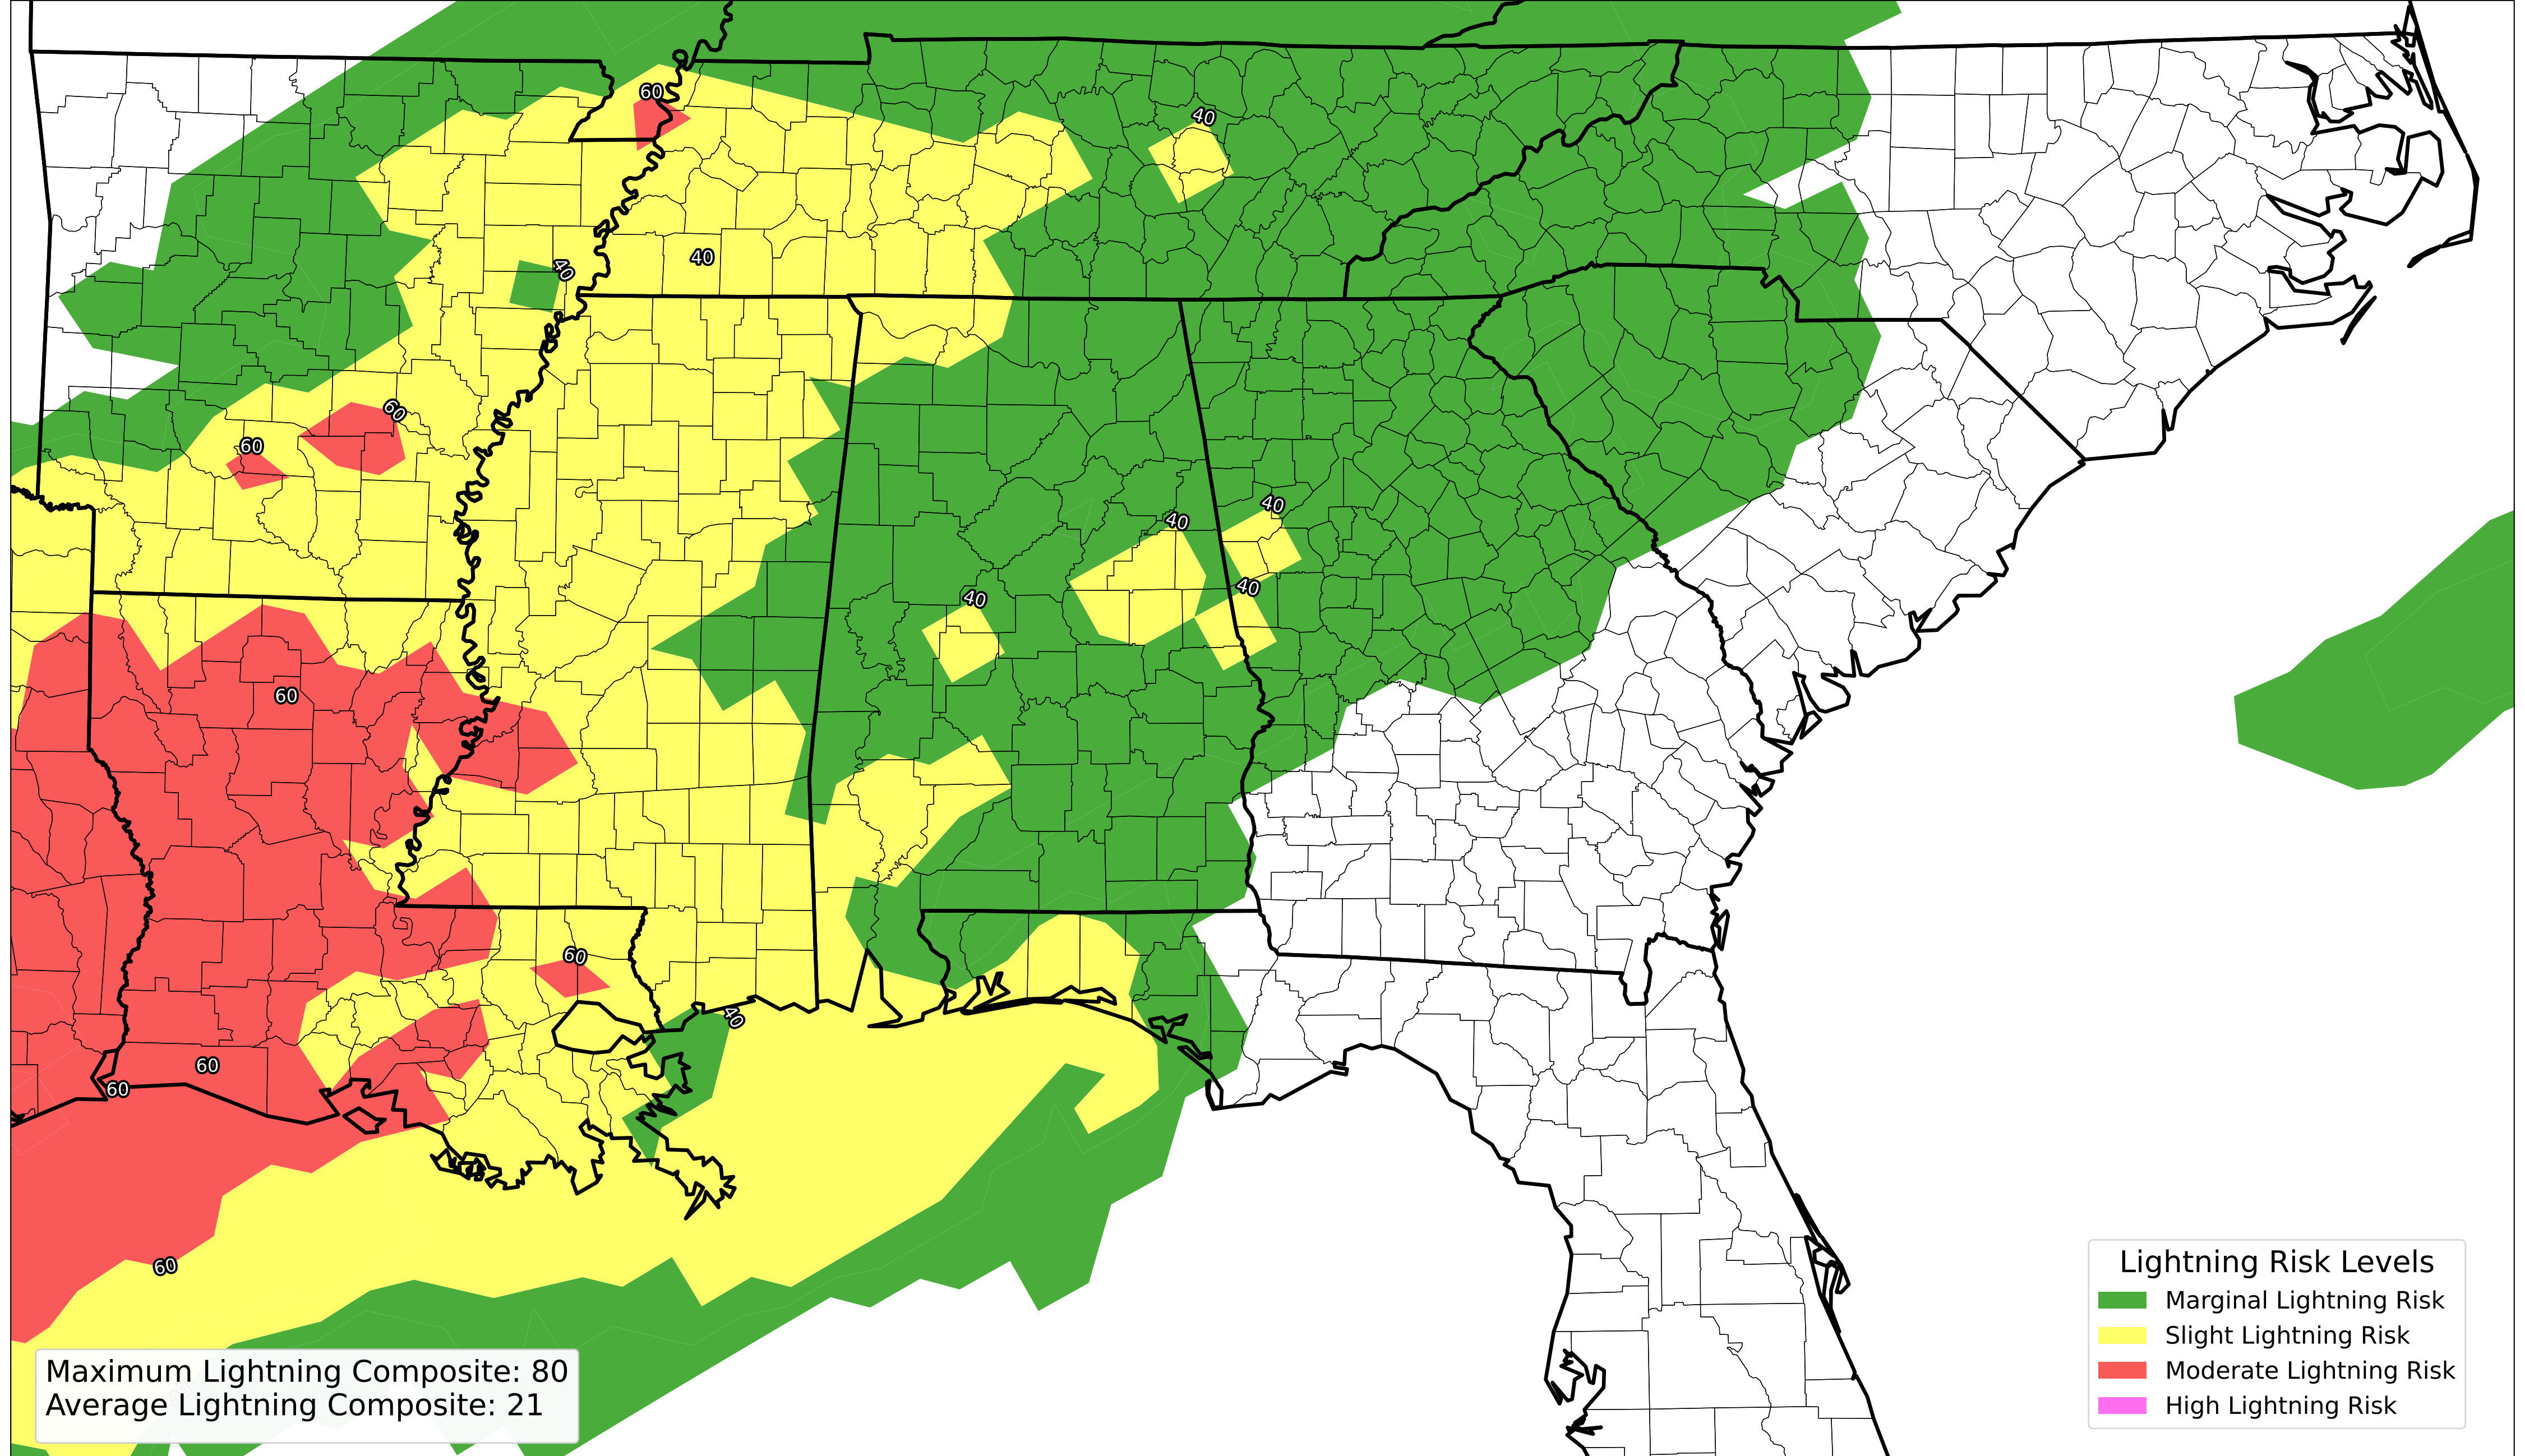 60
40
40
40
60
60
40
40
40
40
60
60
40
60
60
60
Lightning Risk Levels
Marginal Lightning Risk
Slight Lightning Risk
Moderate Lightning Risk
High Lightning Risk
Maximum Lightning Composite: 80
Average Lightning Composite: 21